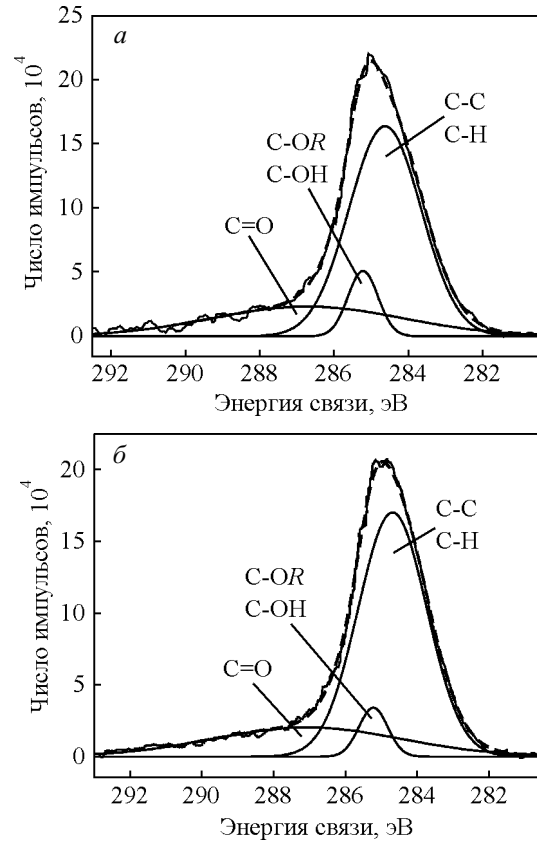 а
Число импульсов, 10^4
25
20
15
10
5
0
C-C
C-H
C-OR
C-OH
C=O
292 290 288 286 284 282
Энергия связи, эВ
б
Число импульсов, 10^4
20
15
10
5
0
C-C
C-H
C-OR
C-OH
C=O
292 290 288 286 284 282
Энергия связи, эВ